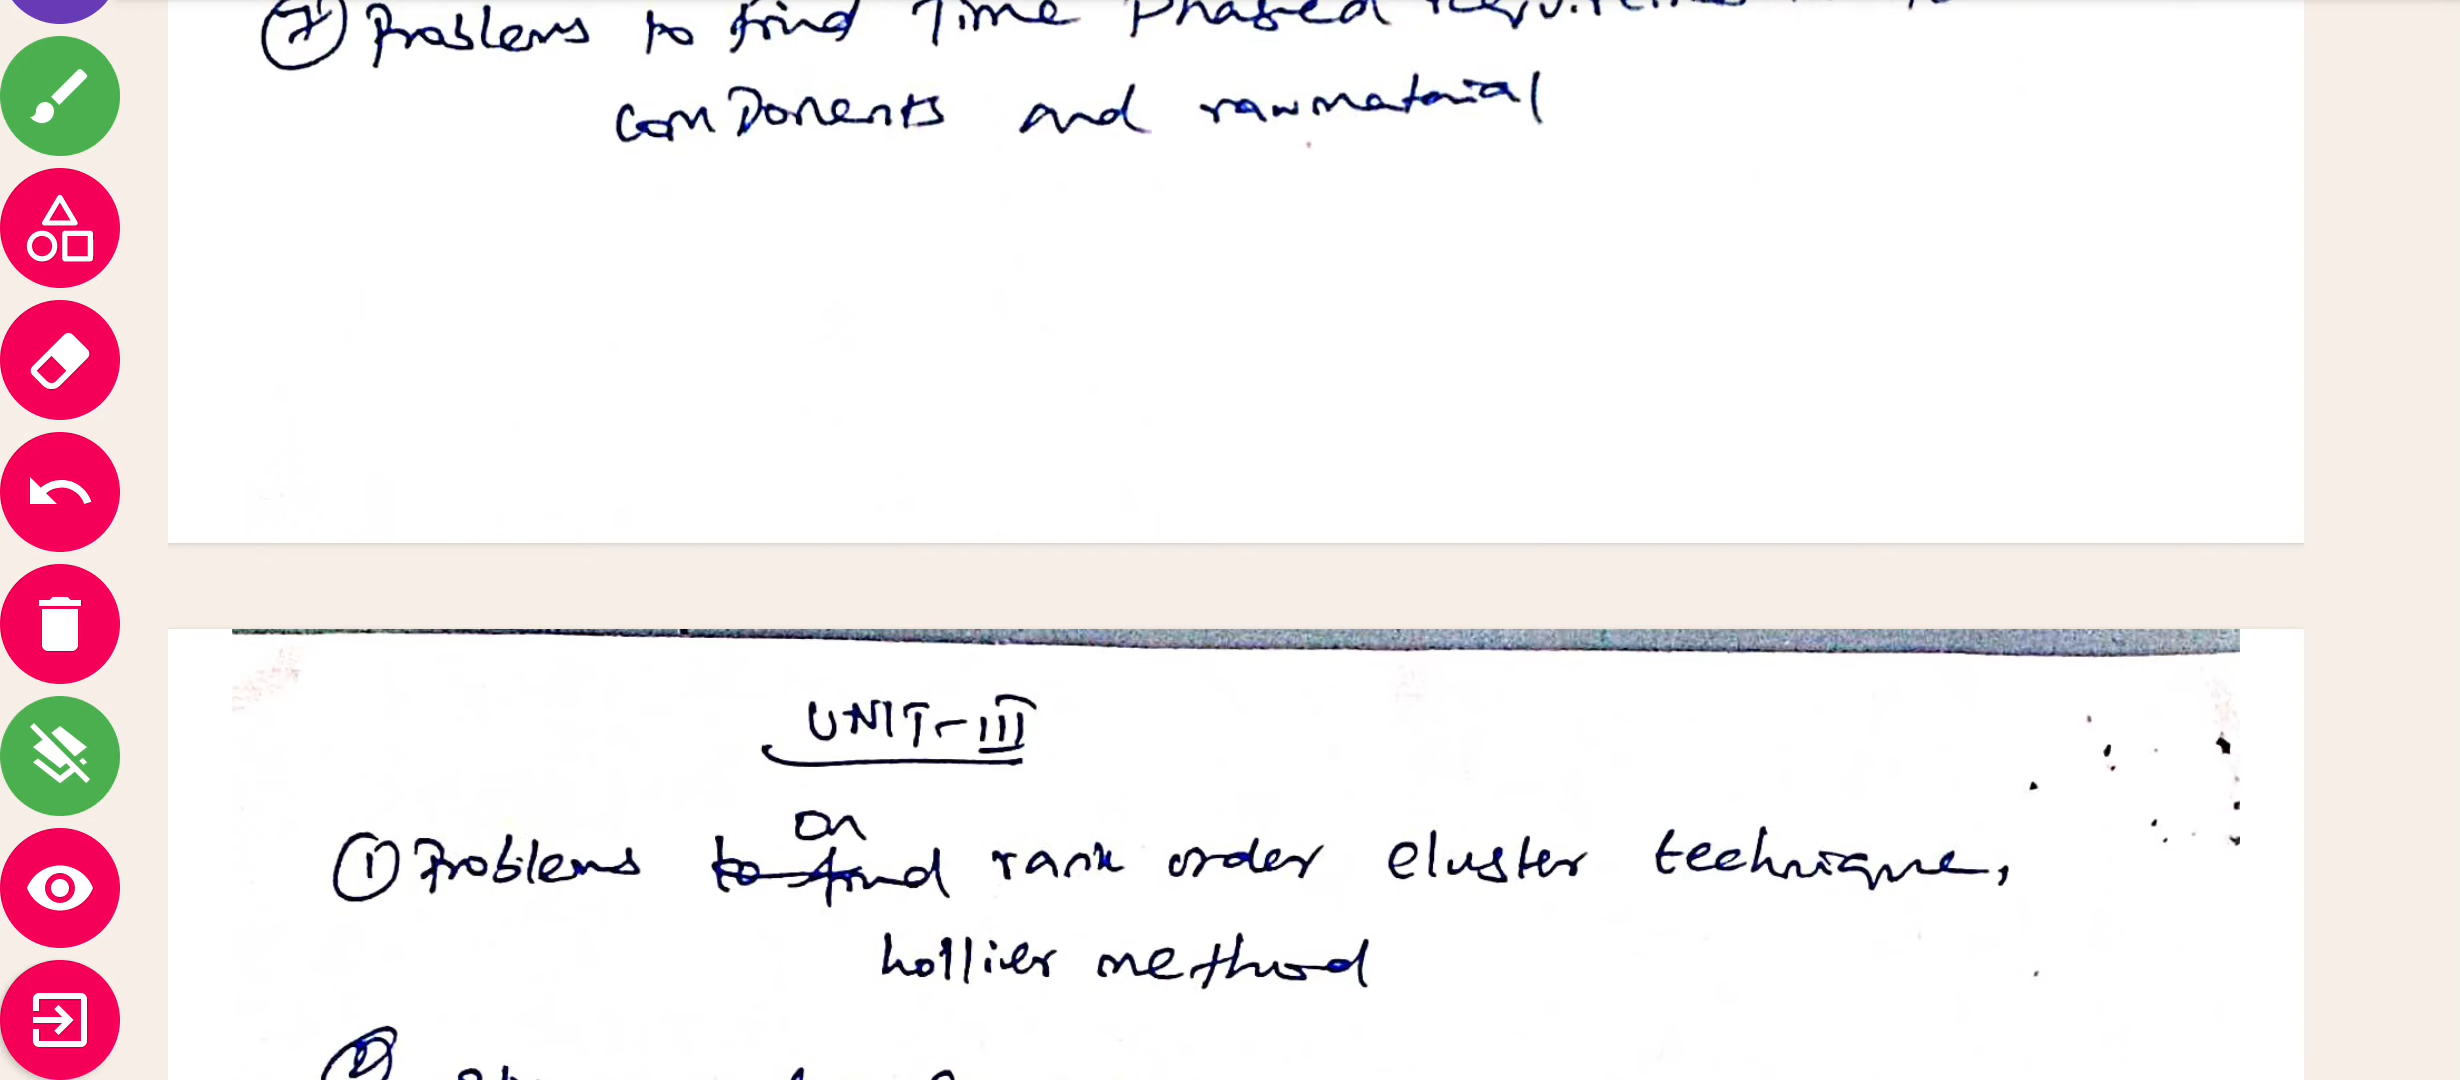 ⑦ Problems to find Time phased
components and rawmaterial
UNIT-III
on
① Problems to find rank order cluster technique,
hollier method
②